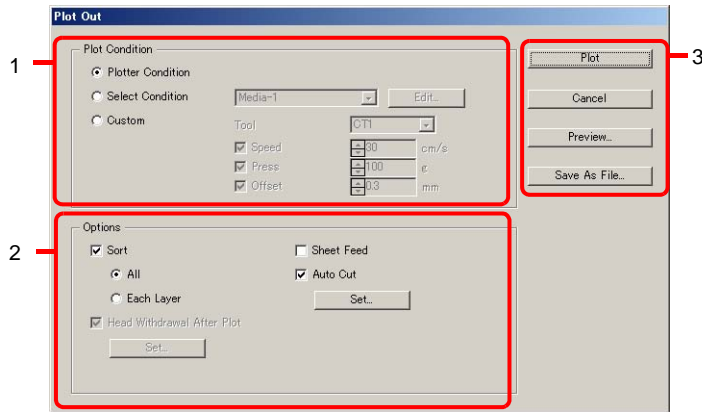 Plot Out
1
Plot Condition
Plotter Condition
Select Condition Media-1 Edit...
Custom Tool CT1
Speed 30 cm/s
Press 100 g
Offset 0.3 mm
3
Plot
Cancel
Preview...
Save As File...
2
Options
Sort Sheet Feed
All Auto Cut
Each Layer Set...
Head Withdrawal After Plot
Set...